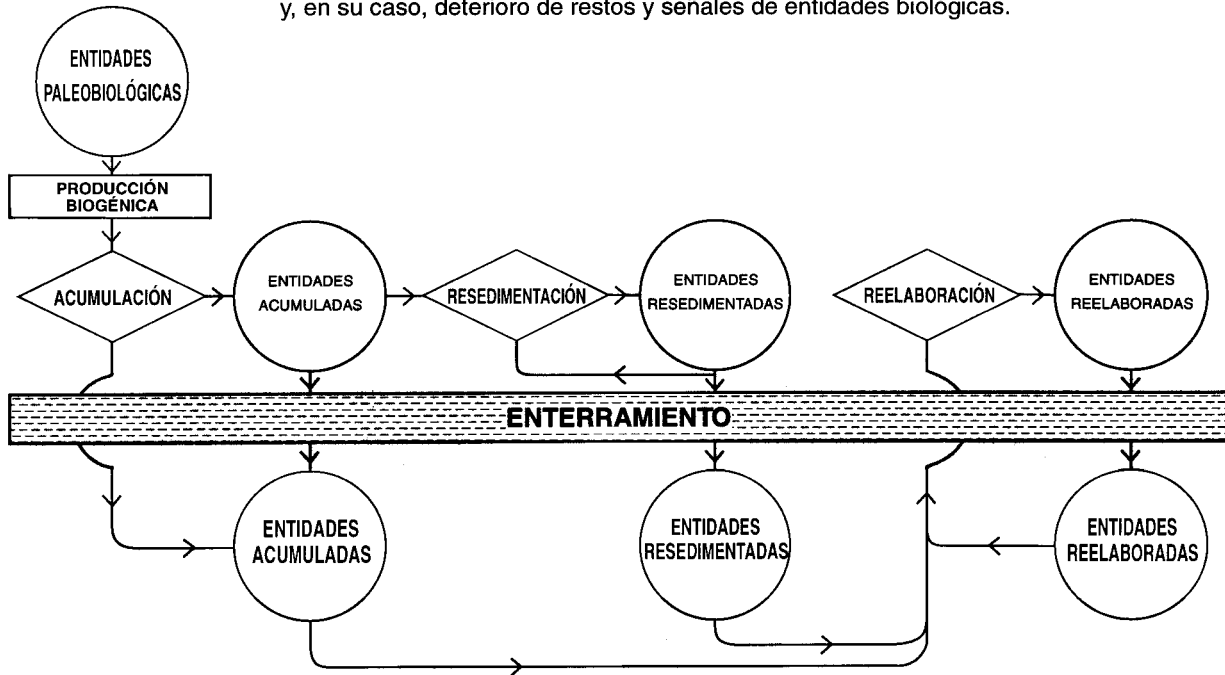 y, en su caso, deterioro de restos y señales de entidades biológicas.
ENTIDADES
PALEOBIOLÓGICAS
PRODUCCIÓN
BIOGÉNICA
ACUMULACIÓN
ENTIDADES
ACUMULADAS
RESEDIMENTACIÓN
ENTIDADES
RESEDIMENTADAS
REELABORACIÓN
ENTIDADES
REELABORADAS
ENTERRAMIENTO
ENTIDADES
ACUMULADAS
ENTIDADES
RESEDIMENTADAS
ENTIDADES
REELABORADAS